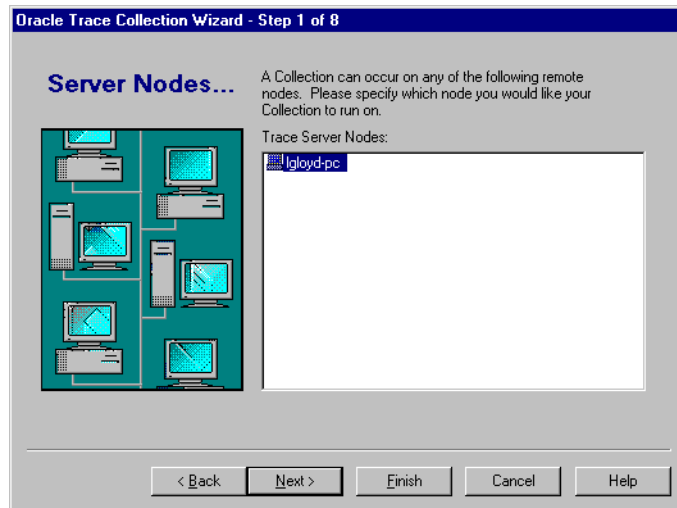 Oracle Trace Collection Wizard - Step 1 of 8
Server Nodes...
A Collection can occur on any of the following remote
nodes. Please specify which node you would like your
Collection to run on.
Trace Server Nodes:
lgloyd-pc
< Back
Next >
Finish
Cancel
Help